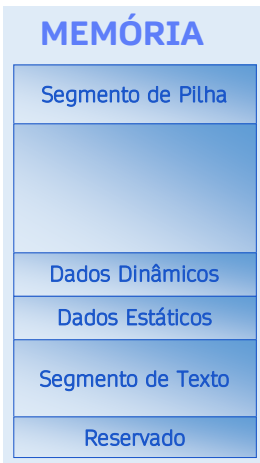 MEMÓRIA
Segmento de Pilha
Dados Dinâmicos
Dados Estáticos
Segmento de Texto
Reservado